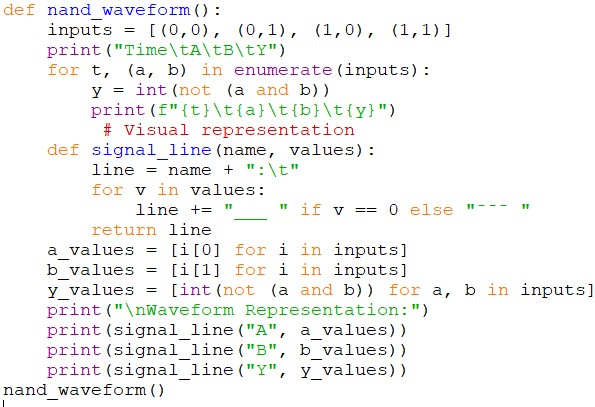 def nand_waveform():
    inputs = [(0,0), (0,1), (1,0), (1,1)]
    print("Time\tA\tB\tY")
    for t, (a, b) in enumerate(inputs):
        y = int(not (a and b))
        print(f"{t}\t{a}\t{b}\t{y}")
         # Visual representation
    def signal_line(name, values):
        line = name + ":\t"
        for v in values:
            line += "___ " if v == 0 else "¯¯¯ "
        return line
    a_values = [i[0] for i in inputs]
    b_values = [i[1] for i in inputs]
    y_values = [int(not (a and b)) for a, b in inputs]
    print("\nWaveform Representation:")
    print(signal_line("A", a_values))
    print(signal_line("B", b_values))
    print(signal_line("Y", y_values))
nand_waveform()